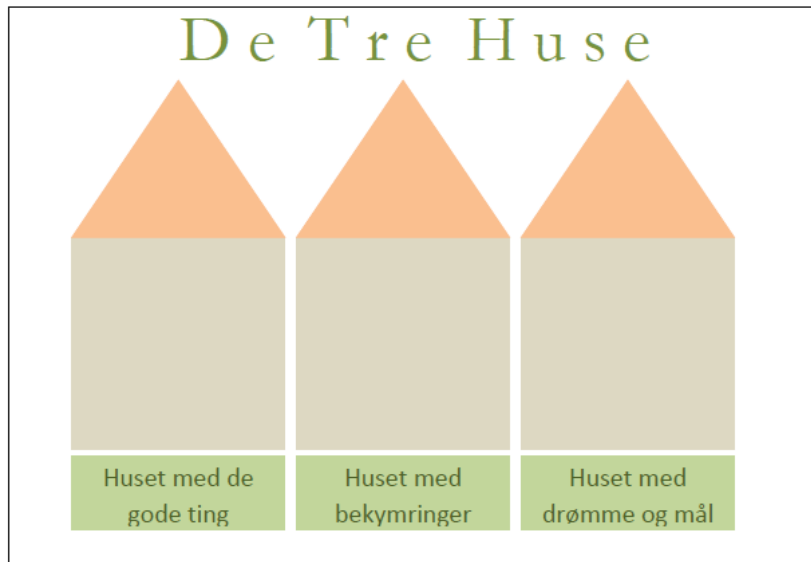 De Tre Huse
Huset med de
gode ting
Huset med
bekymringer
Huset med
drømme og mål